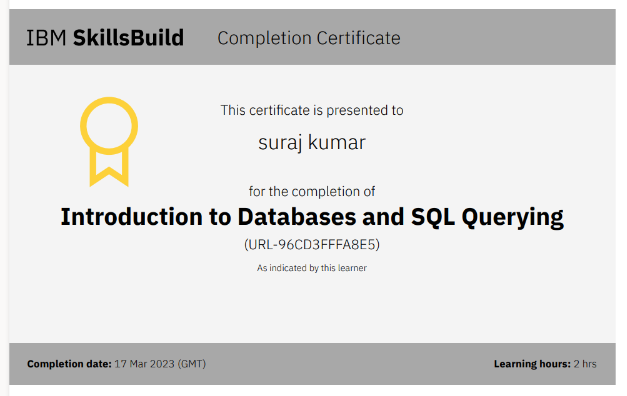 IBM SkillsBuild Completion Certificate
This certificate is presented to
suraj kumar
for the completion of
Introduction to Databases and SQL Querying
(URL-96CD3FFFA8E5)
As indicated by this learner
Completion date: 17 Mar 2023 (GMT) Learning hours: 2 hrs